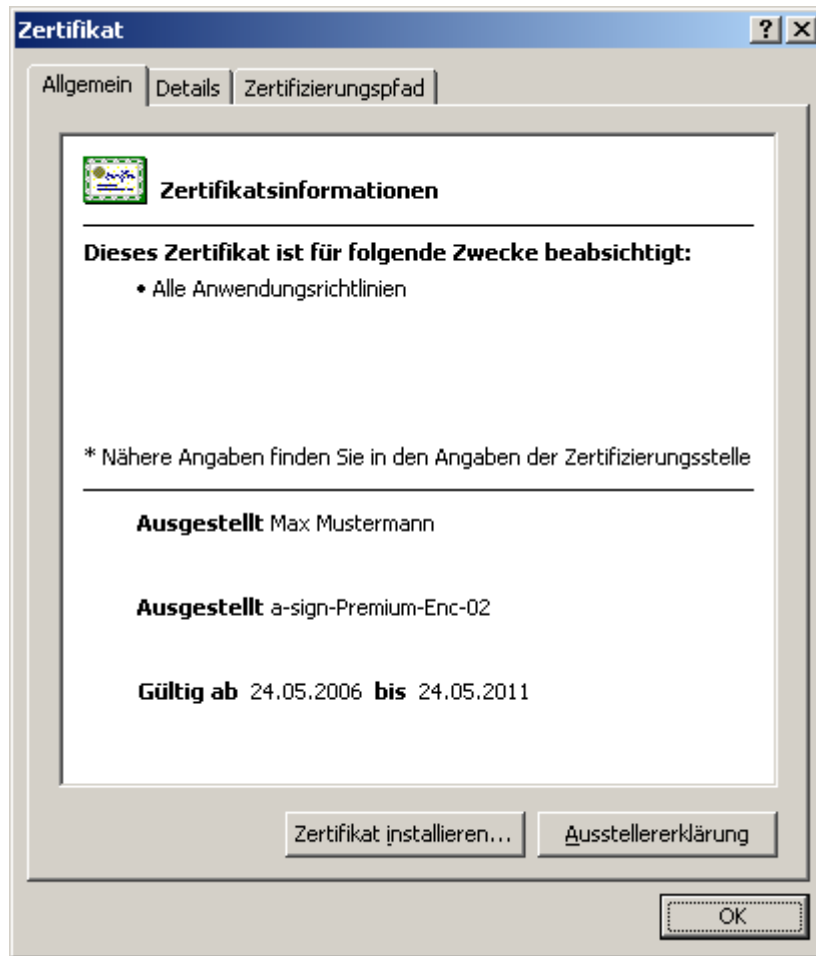 Zertifikat
Allgemein Details Zertifizierungspfad
Zertifikatsinformationen
Dieses Zertifikat ist für folgende Zwecke beabsichtigt:
• Alle Anwendungsrichtlinien
* Nähere Angaben finden Sie in den Angaben der Zertifizierungsstelle
Ausgestellt Max Mustermann
Ausgestellt a-sign-Premium-Enc-02
Gültig ab 24.05.2006 bis 24.05.2011
Zertifikat installieren... Ausstellererklärung
OK